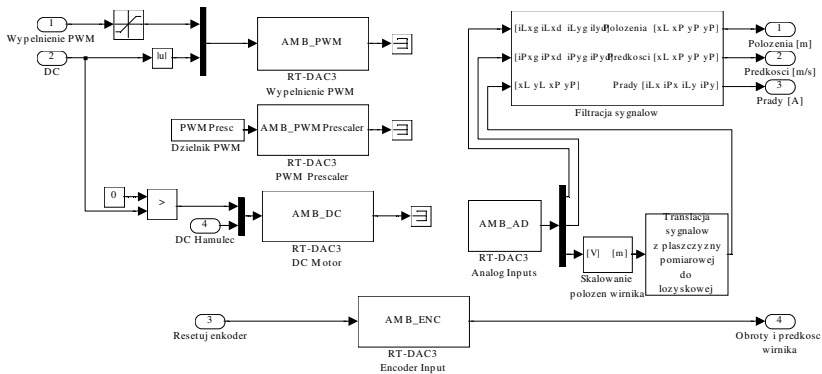 1
Wypelnienie PWM
2
DC
|u|
AMB_PWM
RT-DAC3
Wypelnienie PWM
PWM Presc
Dzielnik PWM
AMB_PWM Prescaler
RT-DAC3
PWM Prescaler
0
>
4
DC Hamulec
AMB_DC
RT-DAC3
DC Motor
[iLxg iLxd iLyg ilyd]
Polozenia [xL xP yP yP]
[iPxg iPxd iPyg iPyd]
Predkosci [xL xP yP yP]
[xL yL xP yP]
Prady [iLx iPx iLy iPy]
Filtracja sygnalow
1
Polozenia [m]
2
Predkosci [m/s]
3
Prady [A]
AMB_AD
RT-DAC3
Analog Inputs
[V] [m]
Skalowanie
polozen wirnika
Translacja
sygnalow
z plaszczyzny
pomiarowej
do
lozyskowej
3
Resetuj enkoder
AMB_ENC
RT-DAC3
Encoder Input
4
Obroty i predkosc
wirnika